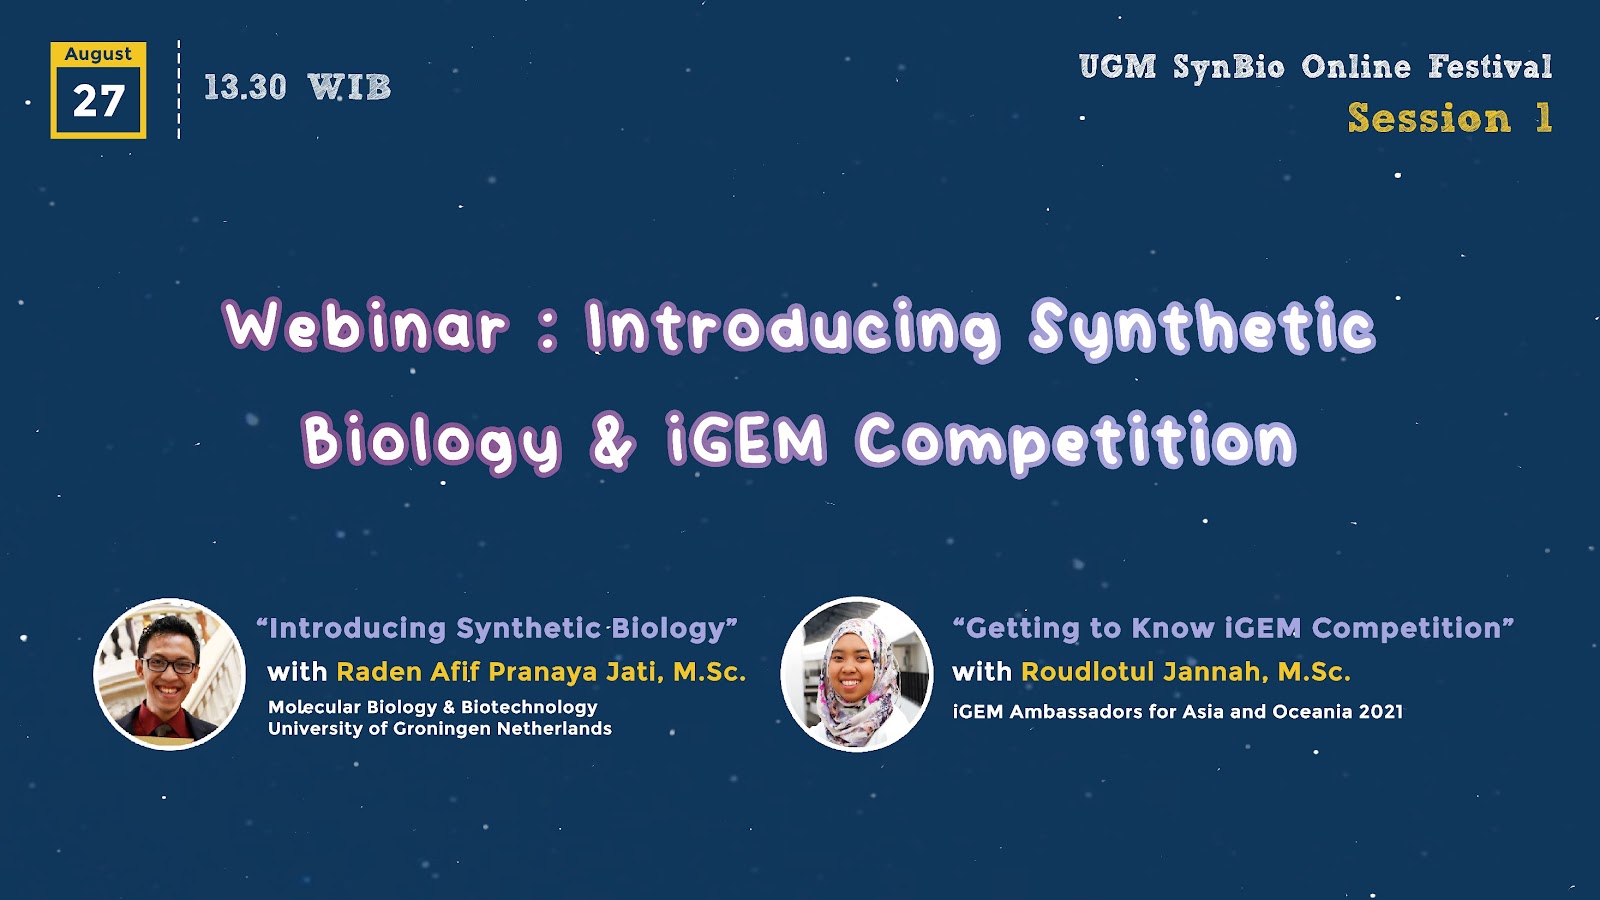 August
27
13.30 WIB
UGM SynBio Online Festival
Session 1
Webinar : Introducing Synthetic
Biology & iGEM Competition
“Introducing Synthetic Biology”
with Raden Afif Pranaya Jati, M.Sc.
Molecular Biology & Biotechnology
University of Groningen Netherlands
“Getting to Know iGEM Competition”
with Roudlotul Jannah, M.Sc.
iGEM Ambassadors for Asia and Oceania 2021